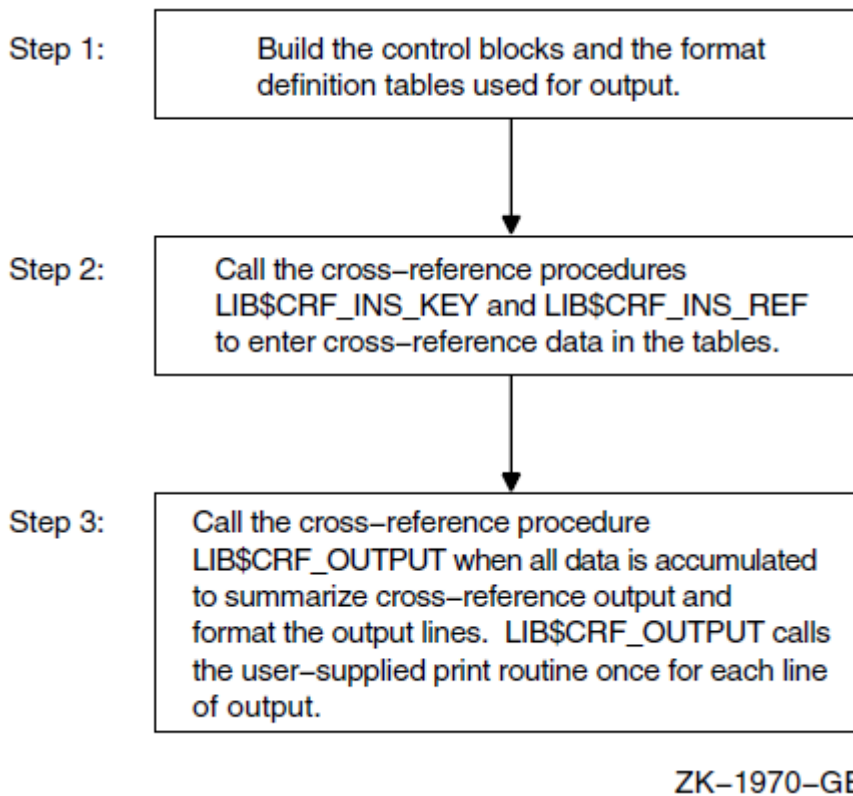 Step 1:
Build the control blocks and the format
definition tables used for output.
Step 2:
Call the cross–reference procedures
LIB$CRF_INS_KEY and LIB$CRF_INS_REF
to enter cross–reference data in the tables.
Step 3:
Call the cross–reference procedure
LIB$CRF_OUTPUT when all data is accumulated
to summarize cross–reference output and
format the output lines. LIB$CRF_OUTPUT calls
the user–supplied print routine once for each line
of output.
ZK–1970–GE